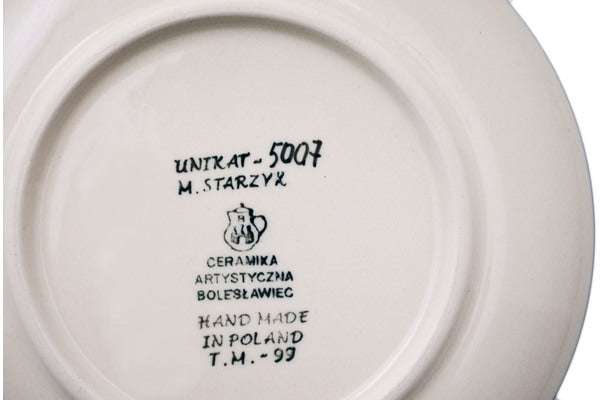 UNIKAT - 5007
M. STARZYK
CERAMIKA
ARTYSTYCZNA
BOLESŁAWIEC
HAND MADE
IN POLAND
T.M. - 99